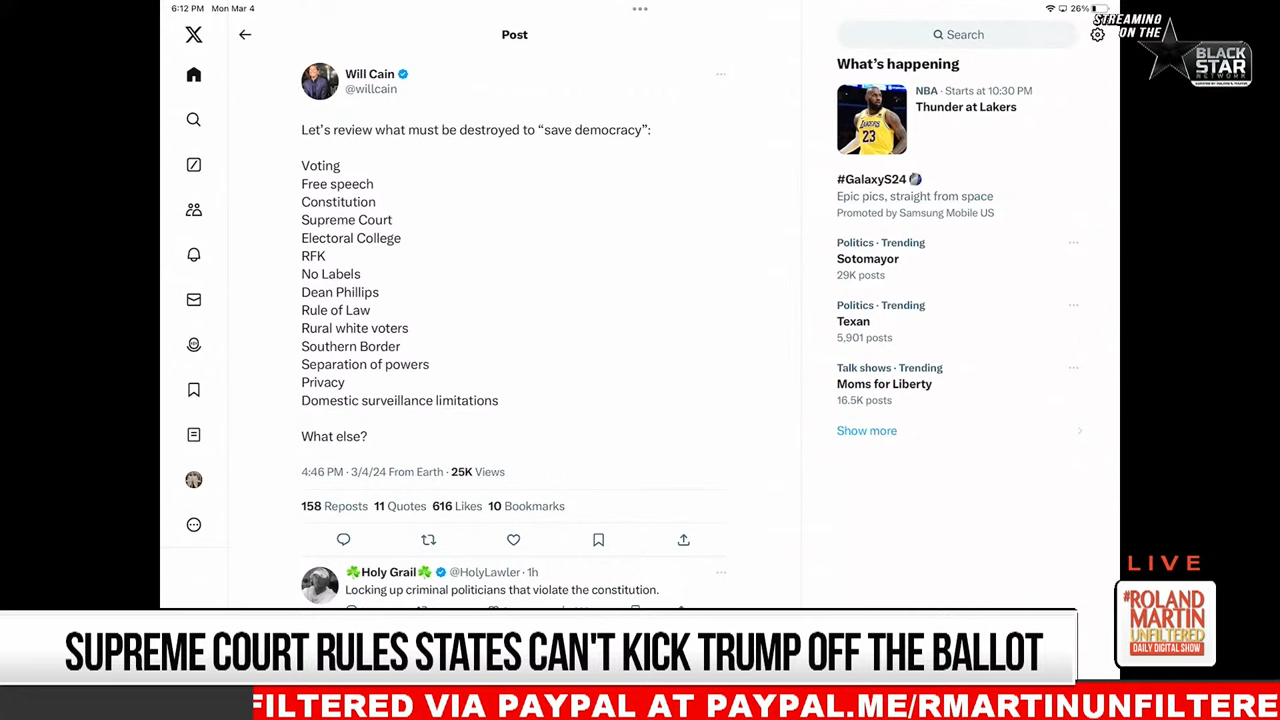 6:12 PM Mon Mar 4
26%
STREAMING
ON THE
BLACK
STAR
NETWORK
Post
Search
Will Cain
@willcain
Let's review what must be destroyed to “save democracy”:
Voting
Free speech
Constitution
Supreme Court
Electoral College
RFK
No Labels
Dean Phillips
Rule of Law
Rural white voters
Southern Border
Separation of powers
Privacy
Domestic surveillance limitations
What else?
4:46 PM · 3/4/24 From Earth · 25K Views
158 Reposts 11 Quotes 616 Likes 10 Bookmarks
Holy Grail @HolyLawler · 1h
Locking up criminal politicians that violate the constitution.
What's happening
NBA · Starts at 10:30 PM
Thunder at Lakers
LAKERS
23
#GalaxyS24
Epic pics, straight from space
Promoted by Samsung Mobile US
Politics · Trending
Sotomayor
29K posts
Politics · Trending
Texan
5,901 posts
Talk shows · Trending
Moms for Liberty
16.5K posts
Show more
LIVE
#ROLAND
MARTIN
UNFILTERED
DAILY DIGITAL SHOW
SUPREME COURT RULES STATES CAN'T KICK TRUMP OFF THE BALLOT
FILTERED VIA PAYPAL AT PAYPAL.ME/RMARTINUNFILTERE